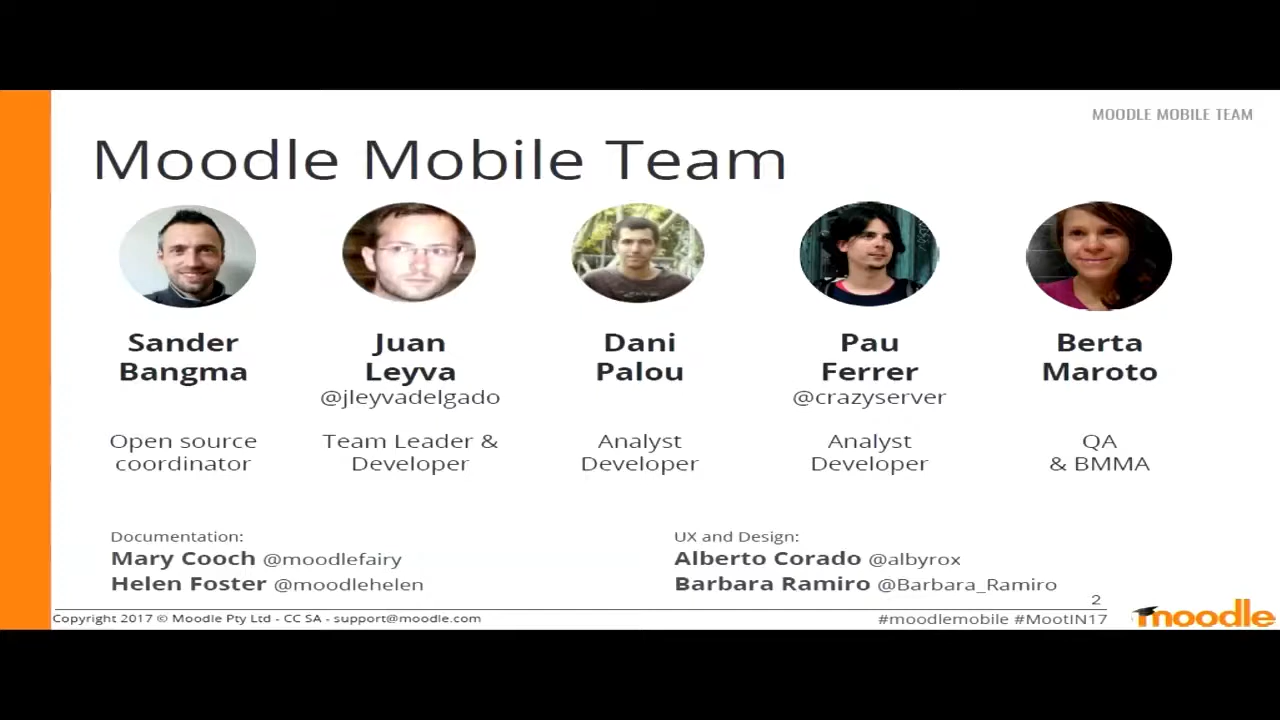 MOODLE MOBILE TEAM
Moodle Mobile Team
Sander
Bangma
Open source
coordinator
Juan
Leyva
@jleyvadelgado
Team Leader &
Developer
Dani
Palou
Analyst
Developer
Pau
Ferrer
@crazyserver
Analyst
Developer
Berta
Maroto
QA
& BMMA
Documentation:
Mary Cooch @moodlefairy
Helen Foster @moodlehelen
UX and Design:
Alberto Corado @albyrox
Barbara Ramiro @Barbara_Ramiro
2
Copyright 2017 © Moodle Pty Ltd - CC SA - support@moodle.com
#moodlemobile #MootIN17
moodle